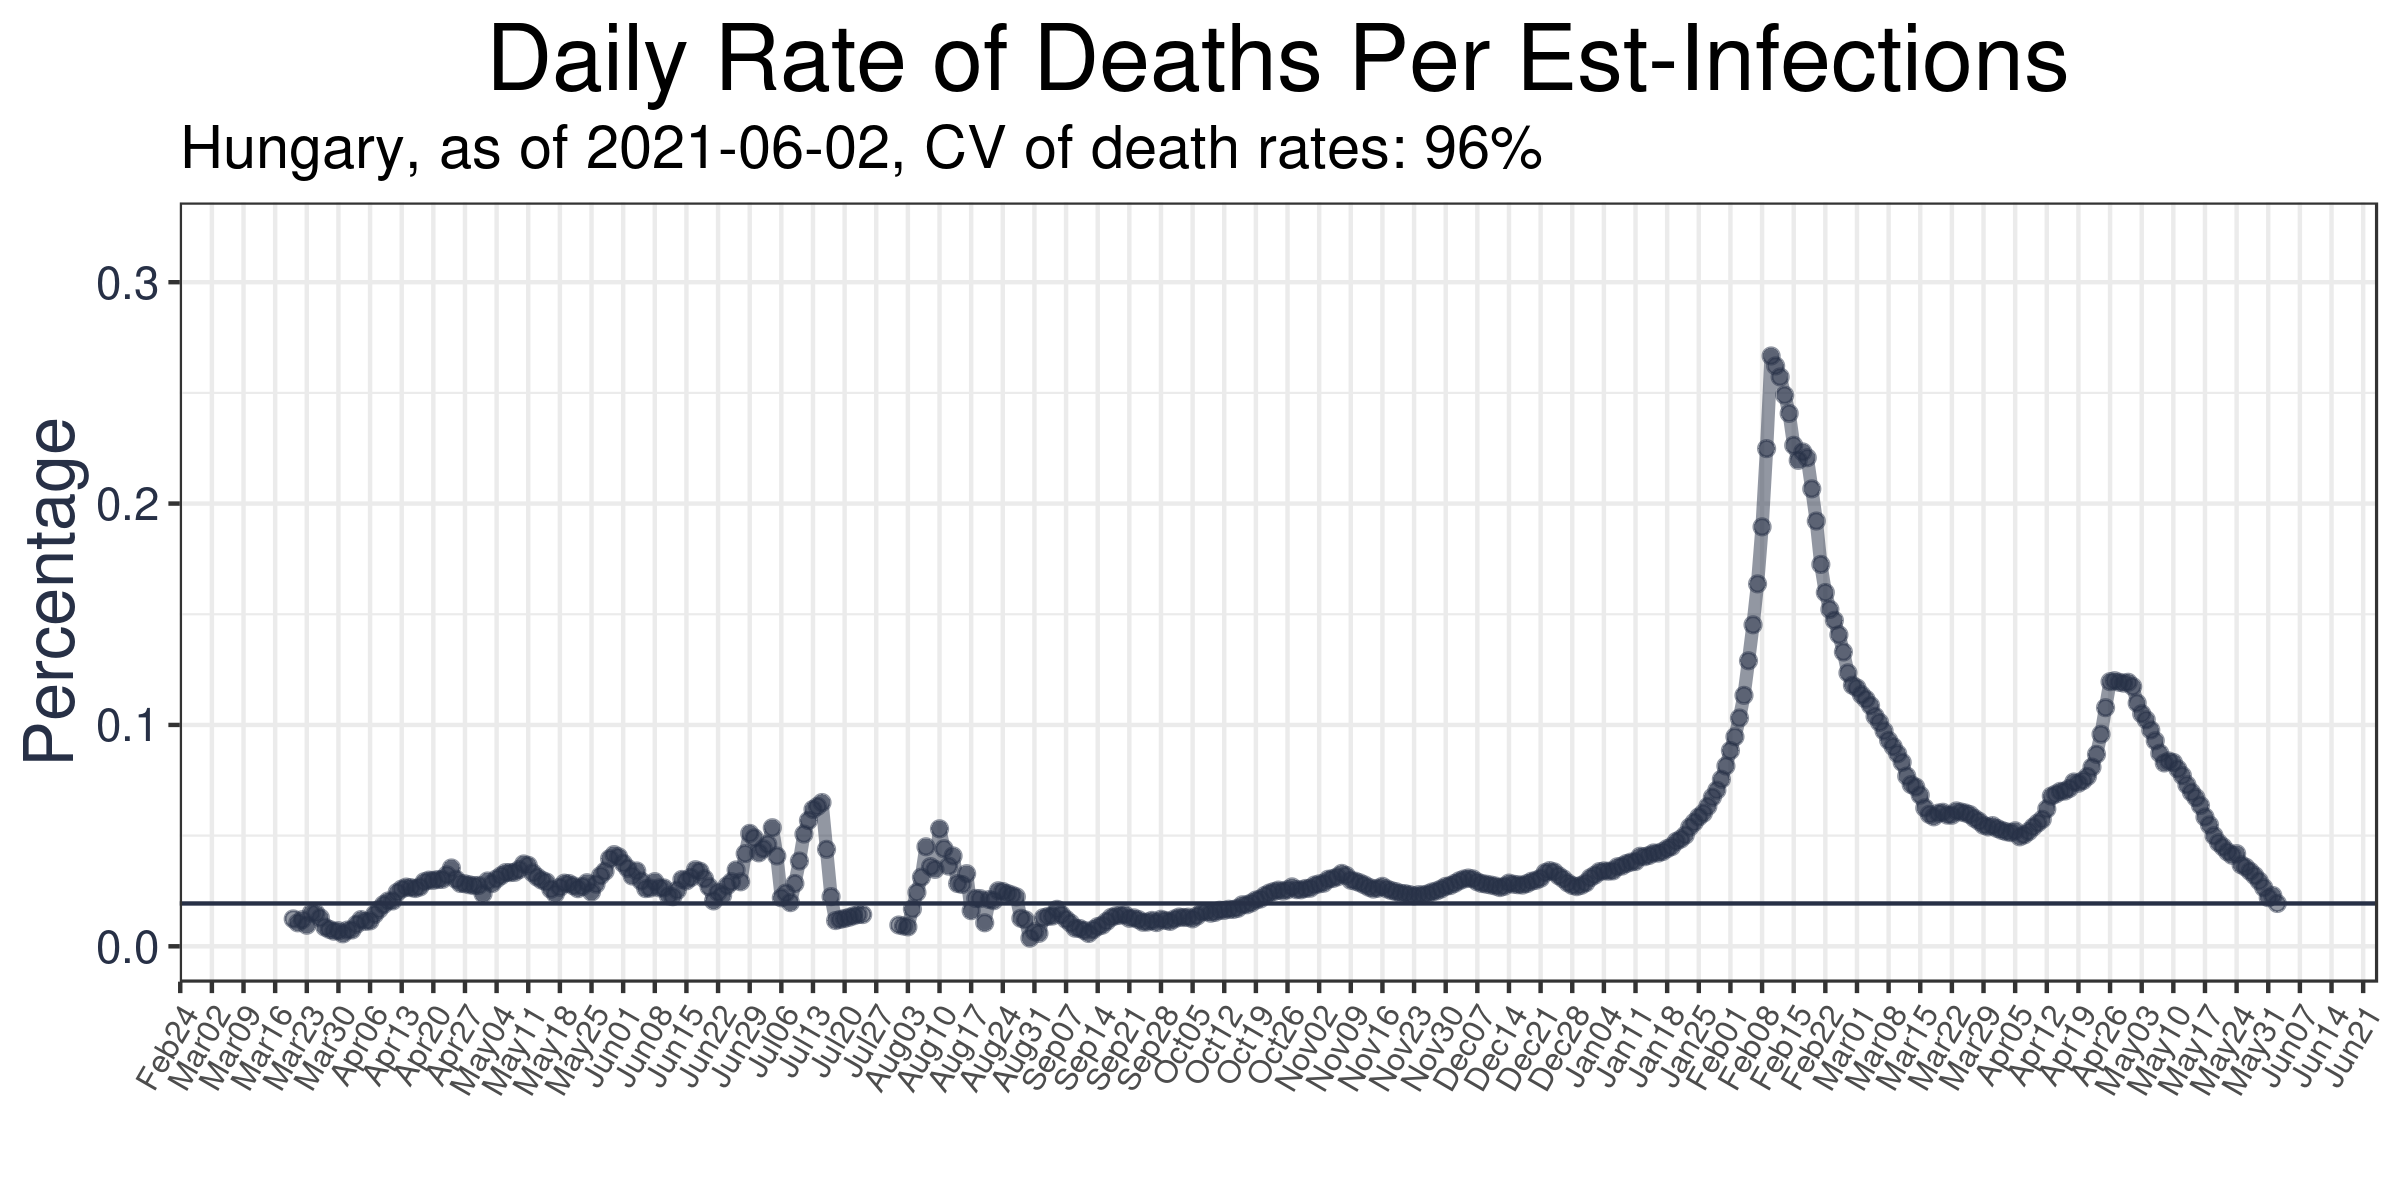 Daily Rate of Deaths Per Est-Infections
Hungary, as of 2021-06-02, CV of death rates: 96%
Percentage
0.3
0.2
0.1
0.0
Feb24
Mar02
Mar09
Mar16
Mar23
Mar30
Apr06
Apr13
Apr20
Apr27
May04
May11
May18
May25
Jun01
Jun08
Jun15
Jun22
Jun29
Jul06
Jul13
Jul20
Jul27
Aug03
Aug10
Aug17
Aug24
Aug31
Sep07
Sep14
Sep21
Sep28
Oct05
Oct12
Oct19
Oct26
Nov02
Nov09
Nov16
Nov23
Nov30
Dec07
Dec14
Dec21
Dec28
Jan04
Jan11
Jan18
Jan25
Feb01
Feb08
Feb15
Feb22
Mar01
Mar08
Mar15
Mar22
Mar29
Apr05
Apr12
Apr19
Apr26
May03
May10
May17
May24
May31
Jun07
Jun14
Jun21